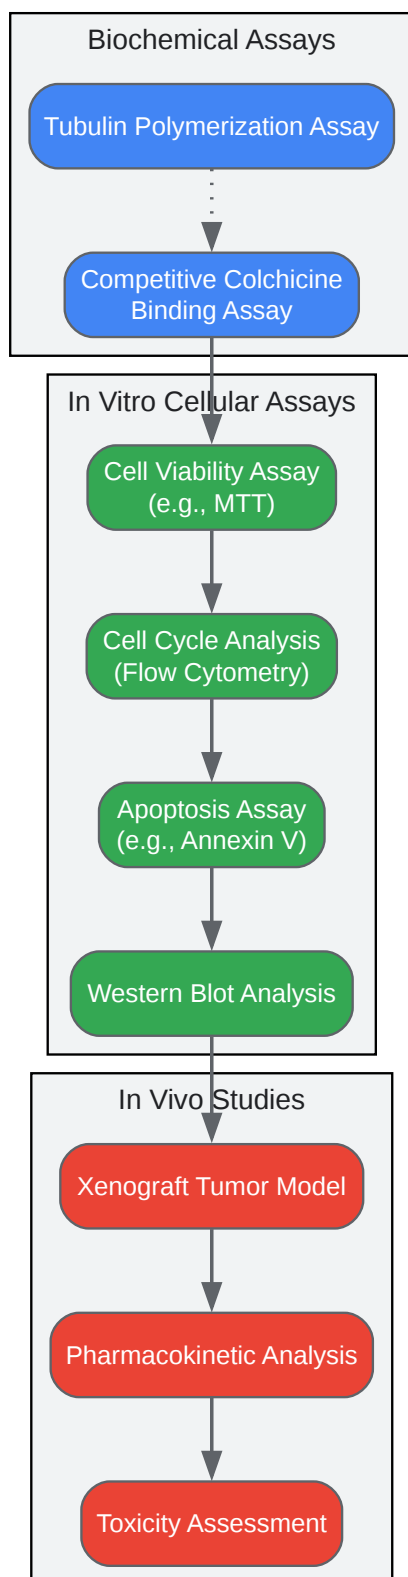 Biochemical Assays
Tubulin Polymerization Assay
Competitive Colchicine
Binding Assay
In Vitro Cellular Assays
Cell Viability Assay
(e.g., MTT)
Cell Cycle Analysis
(Flow Cytometry)
Apoptosis Assay
(e.g., Annexin V)
Western Blot Analysis
In Vivo Studies
Xenograft Tumor Model
Pharmacokinetic Analysis
Toxicity Assessment